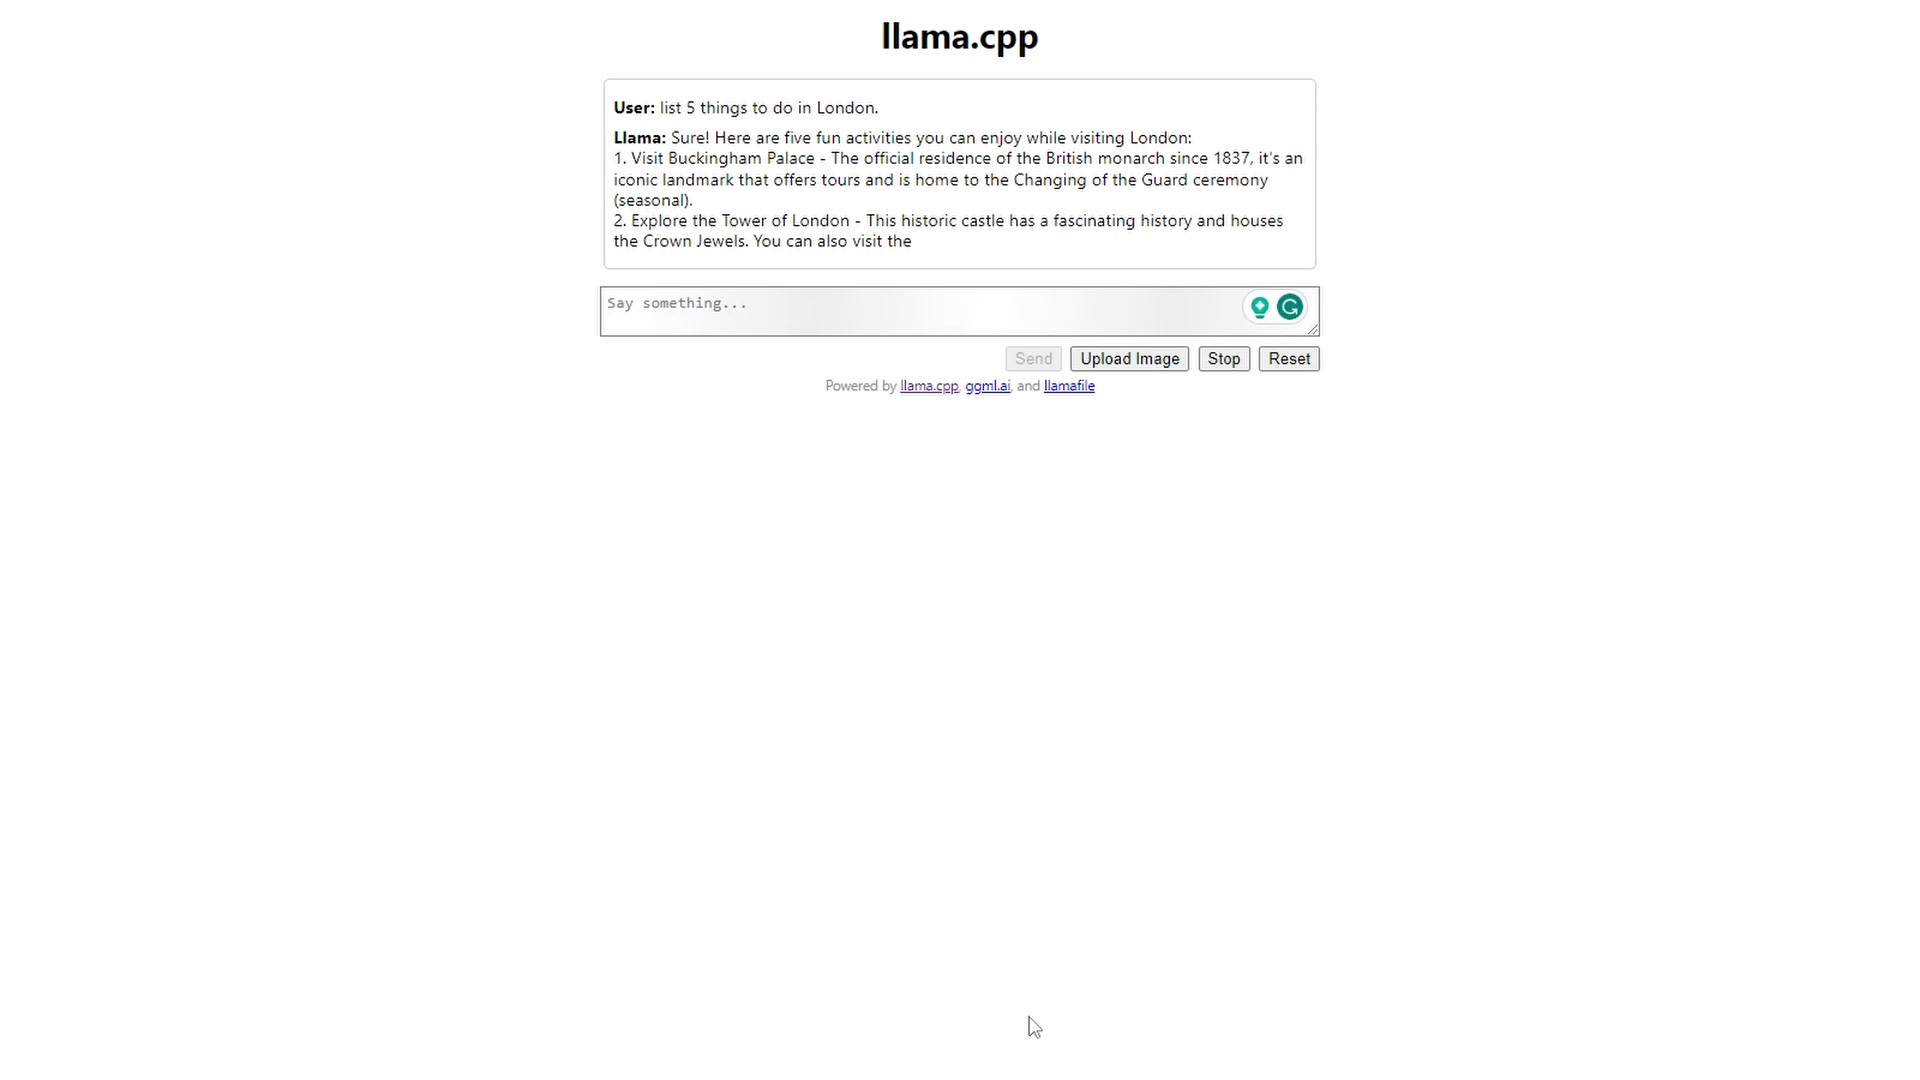 llama.cpp
User: list 5 things to do in London.
Llama: Sure! Here are five fun activities you can enjoy while visiting London:
1. Visit Buckingham Palace - The official residence of the British monarch since 1837, it's an
iconic landmark that offers tours and is home to the Changing of the Guard ceremony
(seasonal).
2. Explore the Tower of London - This historic castle has a fascinating history and houses
the Crown Jewels. You can also visit the
Say something...
Send Upload Image Stop Reset
Powered by llama.cpp, ggml.ai, and llamafile